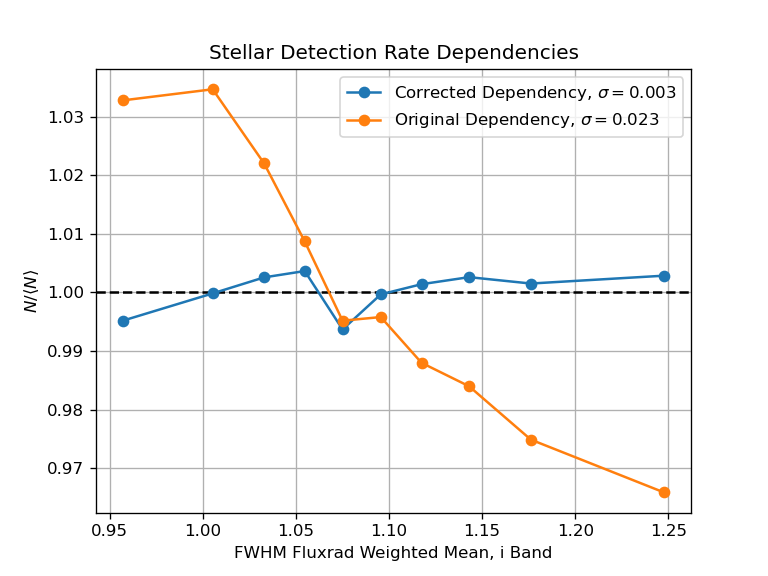 Stellar Detection Rate Dependencies
Corrected Dependency, σ = 0.003
Original Dependency, σ = 0.023
N/⟨N⟩
1.03
1.02
1.01
1.00
0.99
0.98
0.97
0.95 1.00 1.05 1.10 1.15 1.20 1.25
FWHM Fluxrad Weighted Mean, i Band